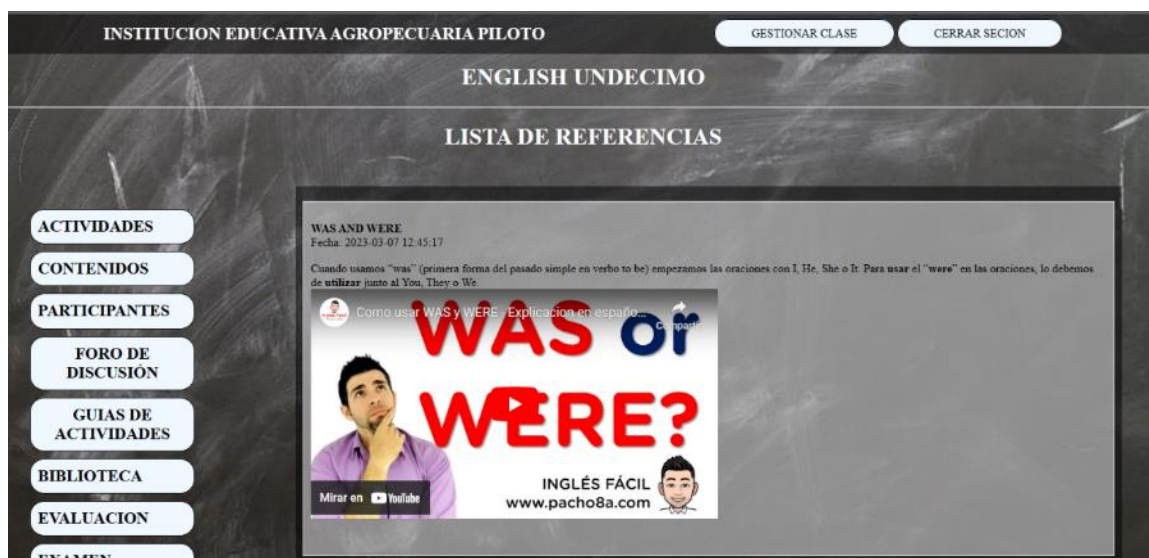 INSTITUCION EDUCATIVA AGROPECUARIA PILOTO
GESTIONAR CLASE
CERRAR SECION
ENGLISH UNDECIMO
LISTA DE REFERENCIAS
ACTIVIDADES
CONTENIDOS
PARTICIPANTES
FORO DE
DISCUSIÓN
GUIAS DE
ACTIVIDADES
BIBLIOTECA
EVALUACION
EXAMEN
WAS AND WERE
Fecha: 2023-03-07 12:45:17
Cuando usamos "was" (primera forma del pasado simple en verbo to be) empezamos las oraciones con I, He, She o It. Para usar el "were" en las oraciones, lo debemos
de utilizar junto al You, They o We.
Como usar WAS y WERE - Explicacion en españo...
Compartir
WAS or
WERE?
INGLÉS FÁCIL
www.pacho8a.com
Mirar en YouTube